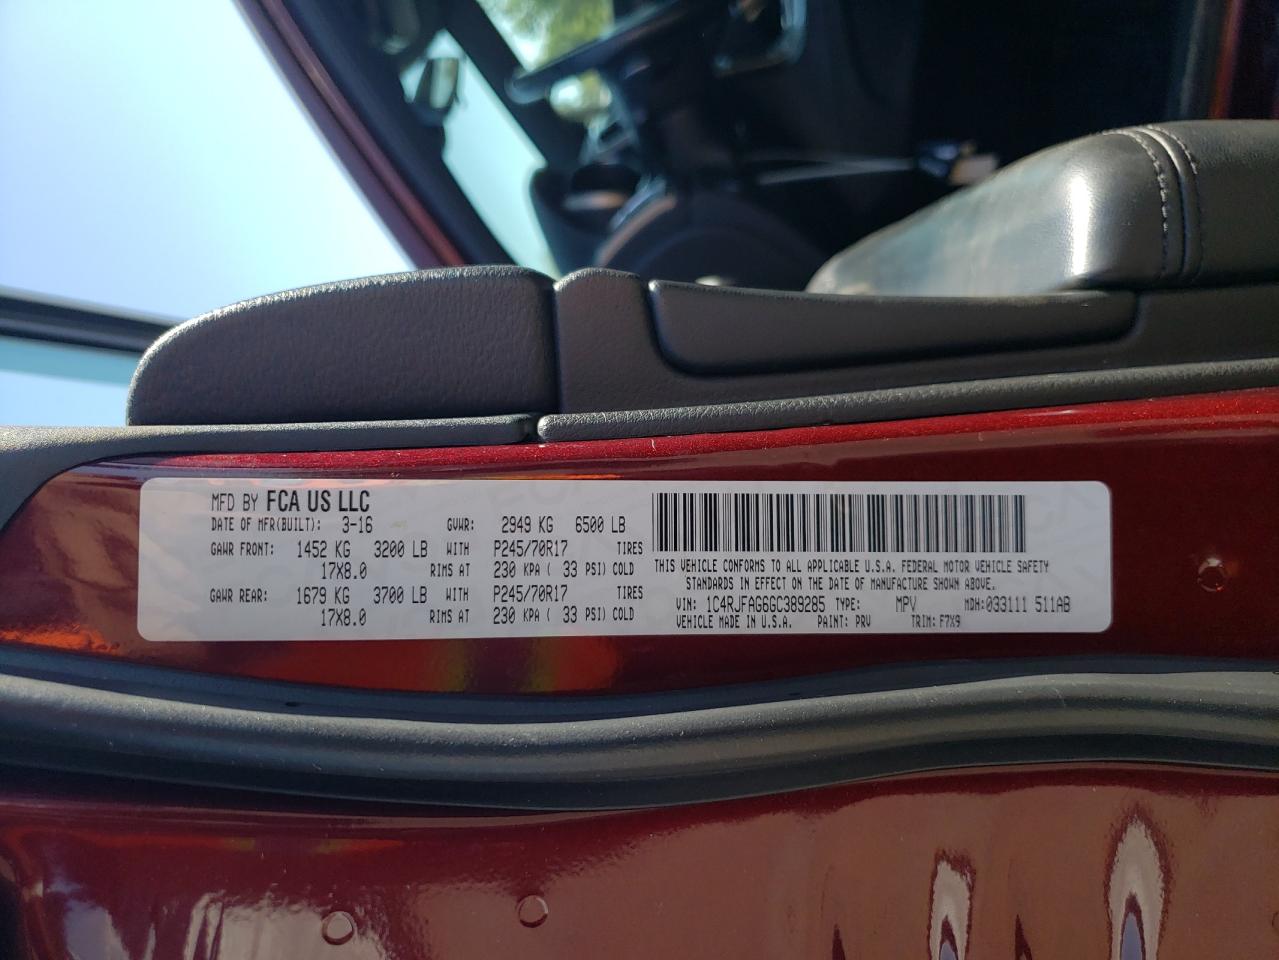 MFD BY FCA US LLC
DATE OF MFR(BUILT): 3-16 GVWR: 2949 KG 6500 LB
GAWR FRONT: 1452 KG 3200 LB WITH P245/70R17 TIRES
17X8.0 RIMS AT 230 KPA ( 33 PSI) COLD
GAWR REAR: 1679 KG 3700 LB WITH P245/70R17 TIRES
17X8.0 RIMS AT 230 KPA ( 33 PSI) COLD
THIS VEHICLE CONFORMS TO ALL APPLICABLE U.S.A. FEDERAL MOTOR VEHICLE SAFETY
STANDARDS IN EFFECT ON THE DATE OF MANUFACTURE SHOWN ABOVE.
VIN: 1C4RJFAG6GC389285 TYPE: MPV MDH:033111 511AB
VEHICLE MADE IN U.S.A. PAINT: PRV TRIM: F7X9